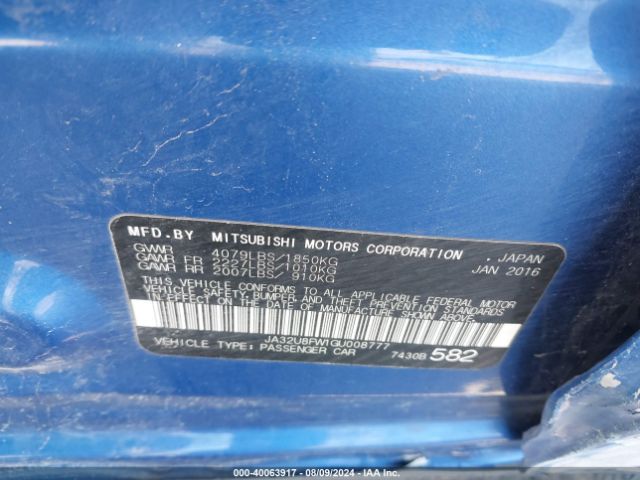 MFD.BY MITSUBISHI MOTORS CORPORATION . JAPAN
GVWR 4079LBS/1850KG JAN 2016
GAWR FR 2227LBS/1010KG
GAWR RR 2007LBS/ 910KG
THIS VEHICLE CONFORMS TO ALL APPLICABLE FEDERAL MOTOR
VEHICLE SAFETY, BUMPER AND THEFT PREVENTION STANDARDS
IN EFFECT ON THE DATE OF MANUFACTURE SHOWN ABOVE.
JA32U8FW1GU008777
VEHICLE TYPE: PASSENGER CAR 7430B 582
000-40063917 - 08/09/2024 - IAA Inc.